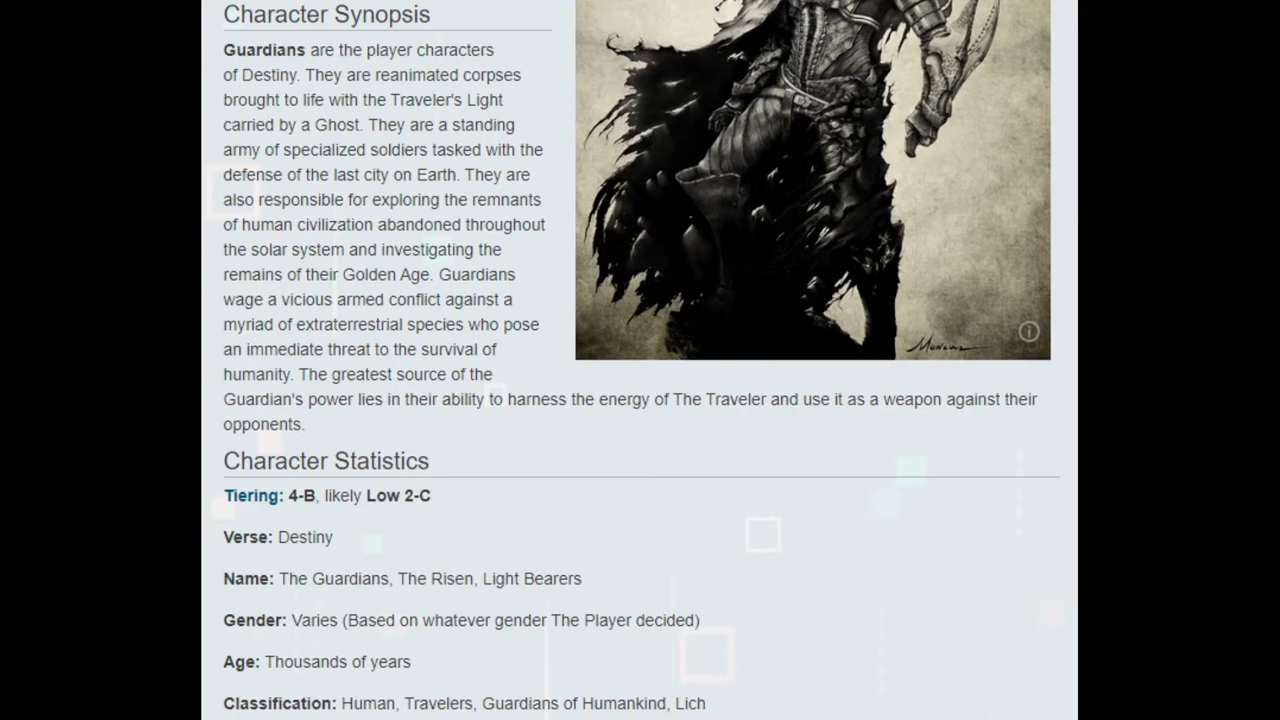 Character Synopsis
Guardians are the player characters
of Destiny. They are reanimated corpses
brought to life with the Traveler's Light
carried by a Ghost. They are a standing
army of specialized soldiers tasked with the
defense of the last city on Earth. They are
also responsible for exploring the remnants
of human civilization abandoned throughout
the solar system and investigating the
remains of their Golden Age. Guardians
wage a vicious armed conflict against a
myriad of extraterrestrial species who pose
an immediate threat to the survival of
humanity. The greatest source of the
Guardian's power lies in their ability to harness the energy of The Traveler and use it as a weapon against their
opponents.
Character Statistics
Tiering: 4-B, likely Low 2-C
Verse: Destiny
Name: The Guardians, The Risen, Light Bearers
Gender: Varies (Based on whatever gender The Player decided)
Age: Thousands of years
Classification: Human, Travelers, Guardians of Humankind, Lich